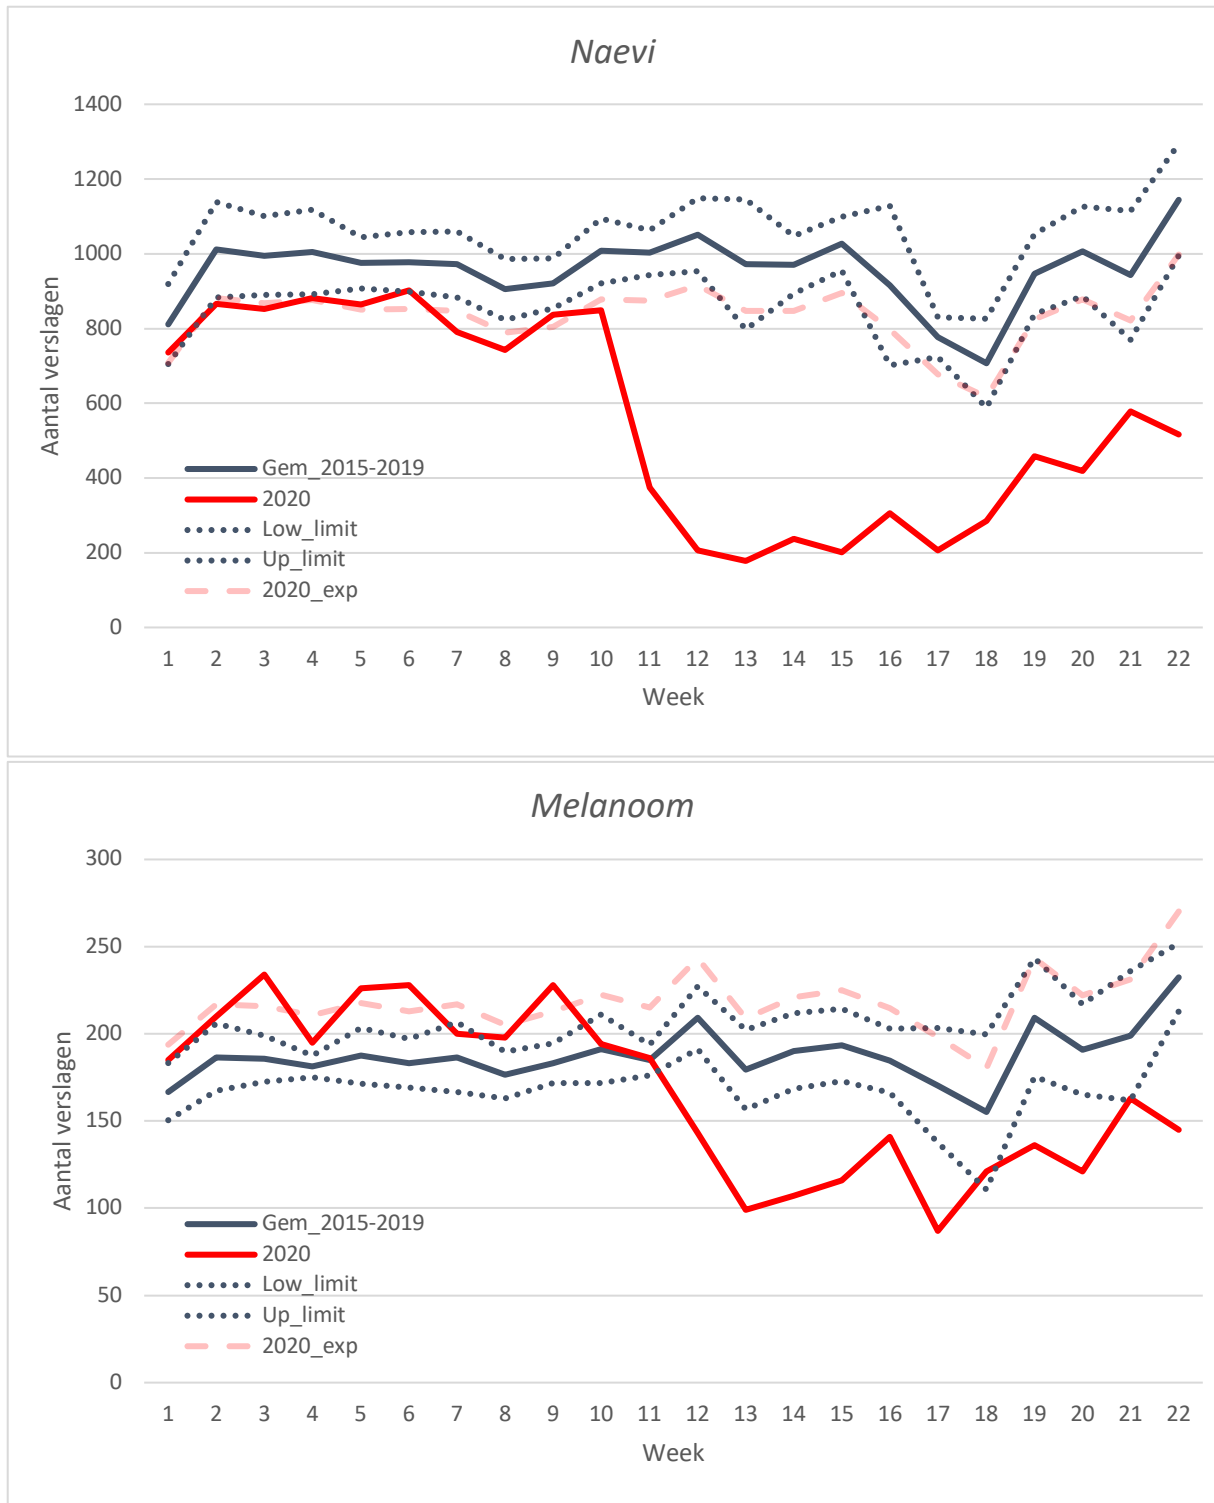 Naevi
1400
1200
1000
800
600
400
200
0
Aantal verslagen
Gem_2015-2019
2020
Low_limit
Up_limit
2020_exp
1 2 3 4 5 6 7 8 9 10 11 12 13 14 15 16 17 18 19 20 21 22
Week
Melanoom
300
250
200
150
100
50
0
Aantal verslagen
Gem_2015-2019
2020
Low_limit
Up_limit
2020_exp
1 2 3 4 5 6 7 8 9 10 11 12 13 14 15 16 17 18 19 20 21 22
Week